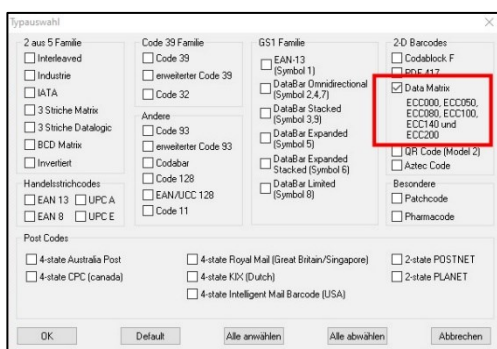 Typauswahl
2 aus 5 Familie
Interleaved
Industrie
IATA
3 Striche Matrix
3 Striche Datalogic
BCD Matrix
Invertiert
Handelsstrichcodes
EAN 13 UPC A
EAN 8 UPC E
Code 39 Familie
Code 39
erweiterter Code 39
Code 32
Andere
Code 93
erweiterter Code 93
Codabar
Code 128
EAN/UCC 128
Code 11
GS1 Familie
EAN-13
(Symbol 1)
DataBar Omnidirectional
(Symbol 2,4,7)
DataBar Stacked
(Symbol 3,9)
DataBar Expanded
(Symbol 5)
DataBar Expanded
Stacked (Symbol 6)
DataBar Limited
(Symbol 8)
2-D Barcodes
Codablock F
PDF 417
Data Matrix
ECC000, ECC050,
ECC080, ECC100,
ECC140 und
ECC200
QR Code (Model 2)
Aztec Code
Besondere
Patchcode
Pharmacode
Post Codes
4-state Australia Post
4-state CPC (canada)
4-state Royal Mail (Great Britain/Singapore)
4-state KIX (Dutch)
4-state Intelligent Mail Barcode (USA)
2-state POSTNET
2-state PLANET
OK Default Alle anwählen Alle abwählen Abbrechen